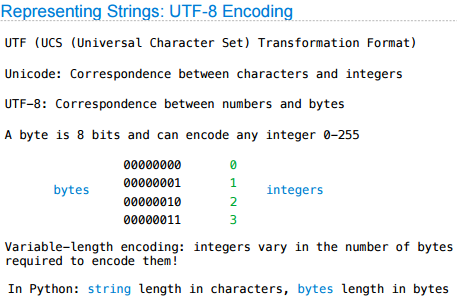 Representing Strings: UTF-8 Encoding
UTF (UCS (Universal Character Set) Transformation Format)
Unicode: Correspondence between characters and integers
UTF-8: Correspondence between numbers and bytes
A byte is 8 bits and can encode any integer 0-255
00000000 0
00000001 1
bytes integers
00000010 2
00000011 3
Variable-length encoding: integers vary in the number of bytes
required to encode them!
In Python: string length in characters, bytes length in bytes